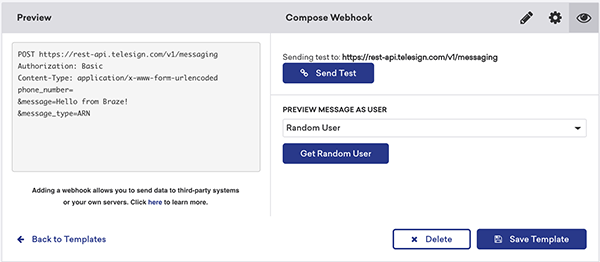 Preview
Compose Webhook
POST https://rest-api.telesign.com/v1/messaging
Authorization: Basic
Content-Type: application/x-www-form-urlencoded
phone_number=
&message=Hello from Braze!
&message_type=ARN
Adding a webhook allows you to send data to third-party systems
or your own servers. Click here to learn more.
Sending test to: https://rest-api.telesign.com/v1/messaging
Send Test
PREVIEW MESSAGE AS USER
Random User
Get Random User
Back to Templates
Delete
Save Template